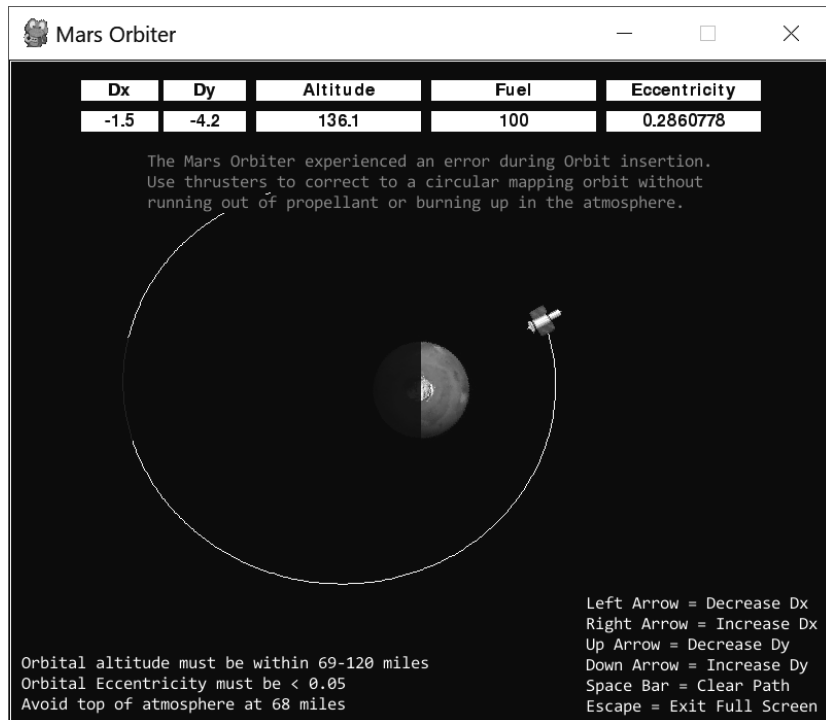 Mars Orbiter
Dx Dy Altitude Fuel Eccentricity
-1.5 -4.2 136.1 100 0.2860778
The Mars Orbiter experienced an error during Orbit insertion.
Use thrusters to correct to a circular mapping orbit without
running out of propellant or burning up in the atmosphere.
Left Arrow = Decrease Dx
Right Arrow = Increase Dx
Up Arrow = Decrease Dy
Down Arrow = Increase Dy
Space Bar = Clear Path
Escape = Exit Full Screen
Orbital altitude must be within 69-120 miles
Orbital Eccentricity must be < 0.05
Avoid top of atmosphere at 68 miles